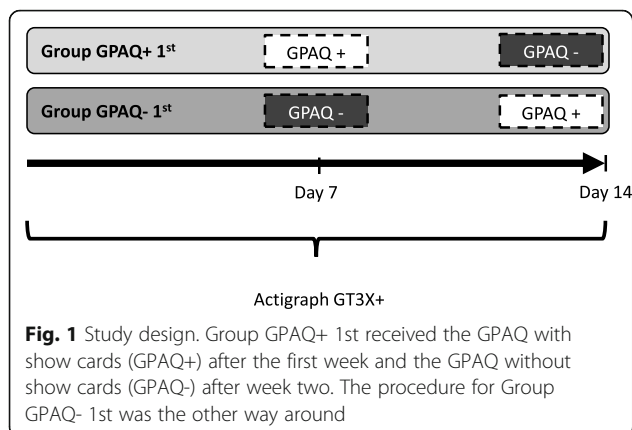 Group GPAQ+ 1st GPAQ + GPAQ -
Group GPAQ- 1st GPAQ - GPAQ +
Day 7 Day 14
Actigraph GT3X+
Fig. 1 Study design. Group GPAQ+ 1st received the GPAQ with
show cards (GPAQ+) after the first week and the GPAQ without
show cards (GPAQ-) after week two. The procedure for Group
GPAQ- 1st was the other way around